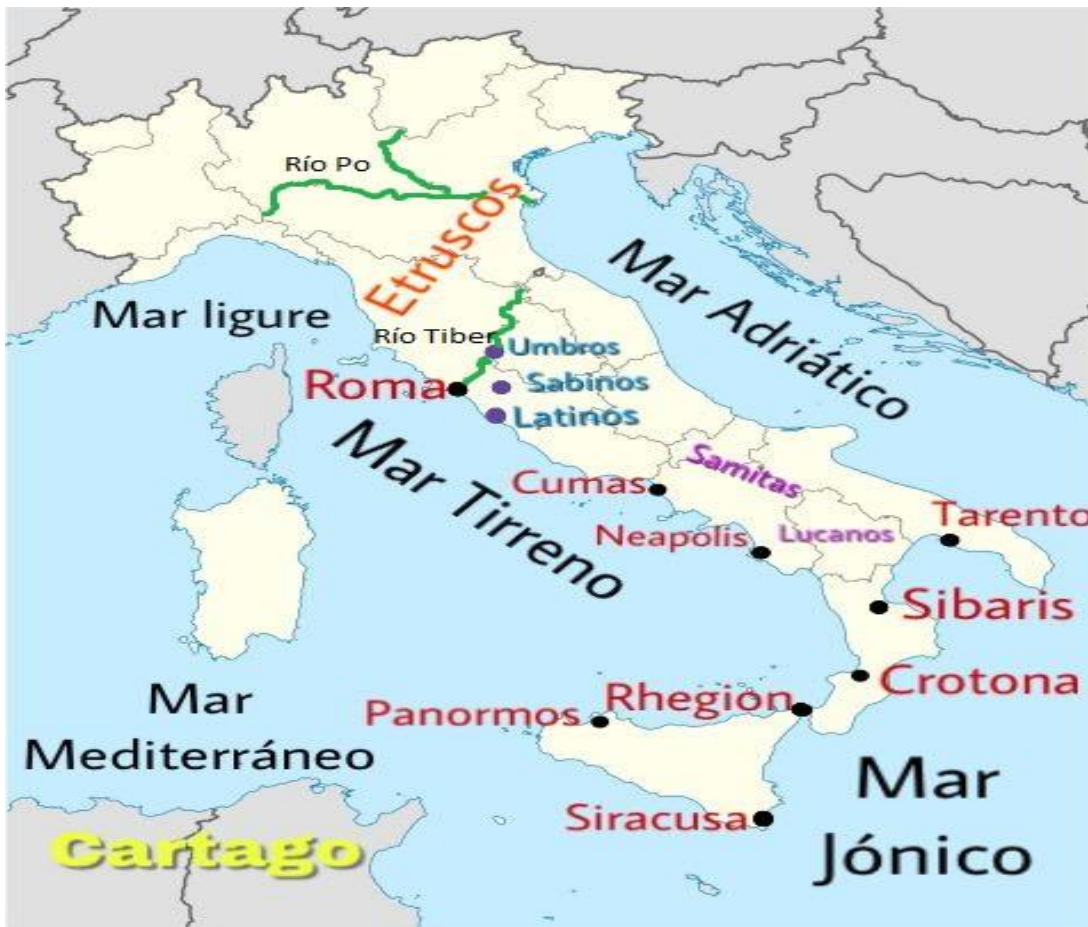 Río Po
Etruscos
Mar Adriático
Mar ligure
Río Tiber
Umbros
Roma
Sabinos
Latinos
Mar Tirreno
Samitas
Cumas
Tarento
Neapolis
Lucanos
Sibaris
Mar
Mediterráneo
Panormos
Rhegion
Crotona
Siracusa
Mar
Jónico
Cartago